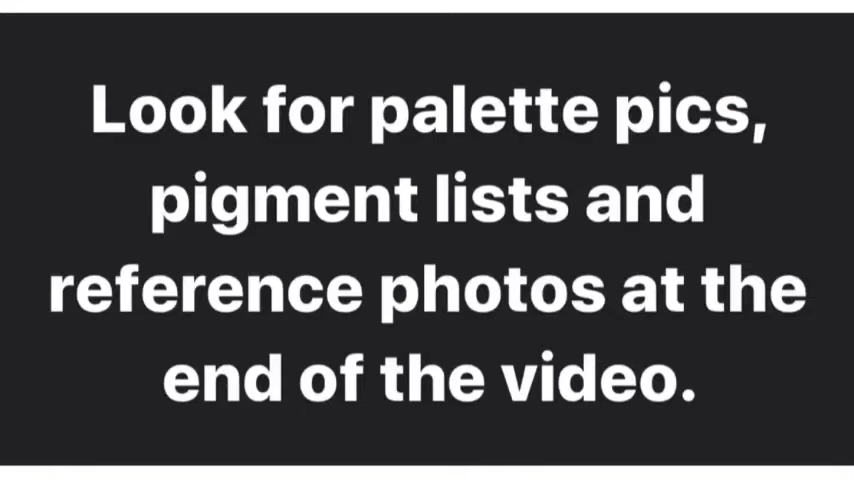 Look for palette pics,
pigment lists and
reference photos at the
end of the video.